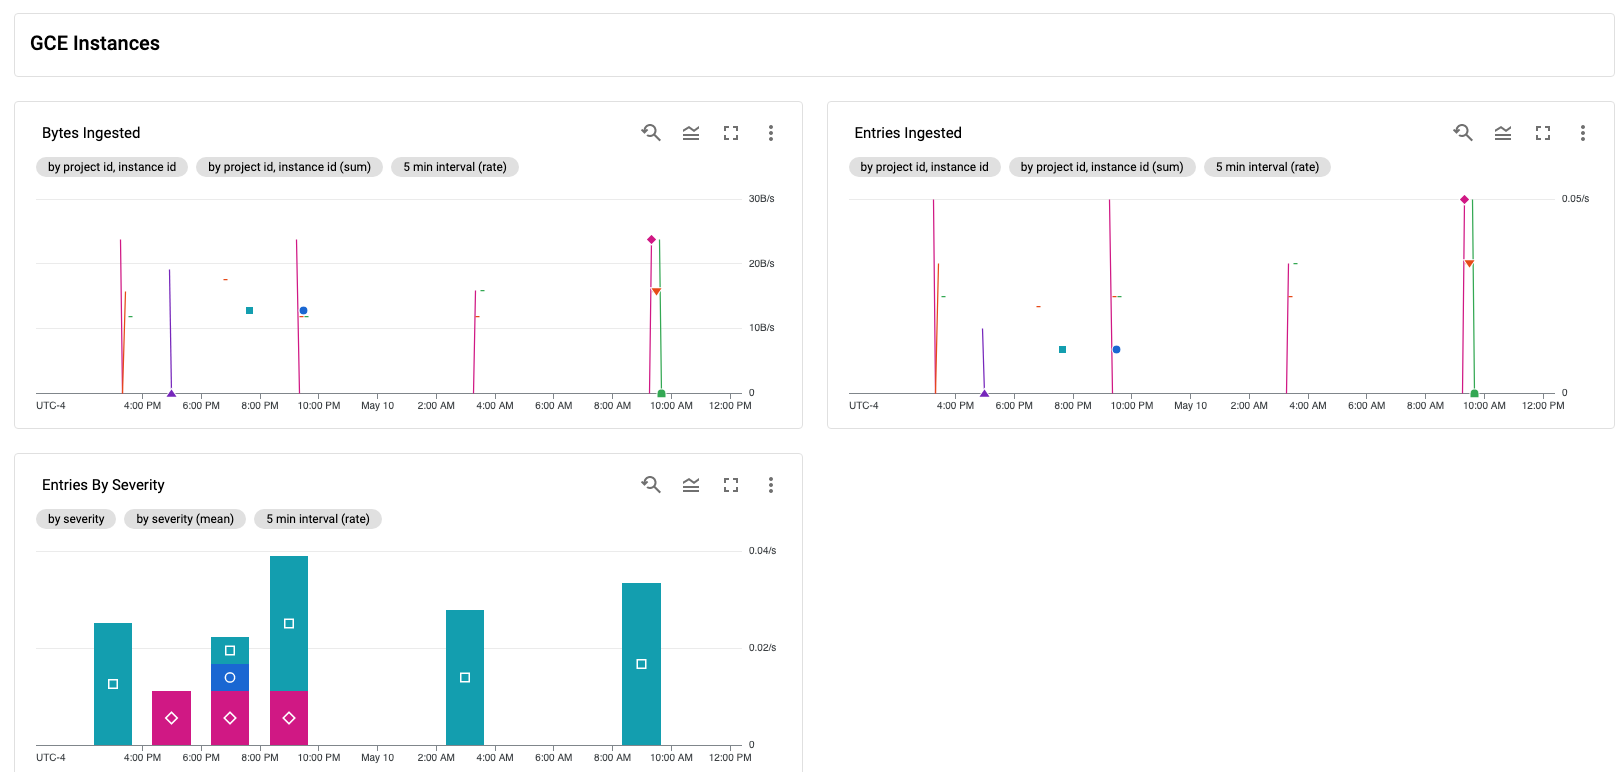 GCE Instances
Bytes Ingested
by project id, instance id by project id, instance id (sum) 5 min interval (rate)
30B/s
20B/s
10B/s
0
UTC-4 4:00 PM 6:00 PM 8:00 PM 10:00 PM May 10 2:00 AM 4:00 AM 6:00 AM 8:00 AM 10:00 AM 12:00 PM
Entries Ingested
by project id, instance id by project id, instance id (sum) 5 min interval (rate)
0.05/s
0
UTC-4 4:00 PM 6:00 PM 8:00 PM 10:00 PM May 10 2:00 AM 4:00 AM 6:00 AM 8:00 AM 10:00 AM 12:00 PM
Entries By Severity
by severity by severity (mean) 5 min interval (rate)
0.04/s
0.02/s
0
UTC-4 4:00 PM 6:00 PM 8:00 PM 10:00 PM May 10 2:00 AM 4:00 AM 6:00 AM 8:00 AM 10:00 AM 12:00 PM